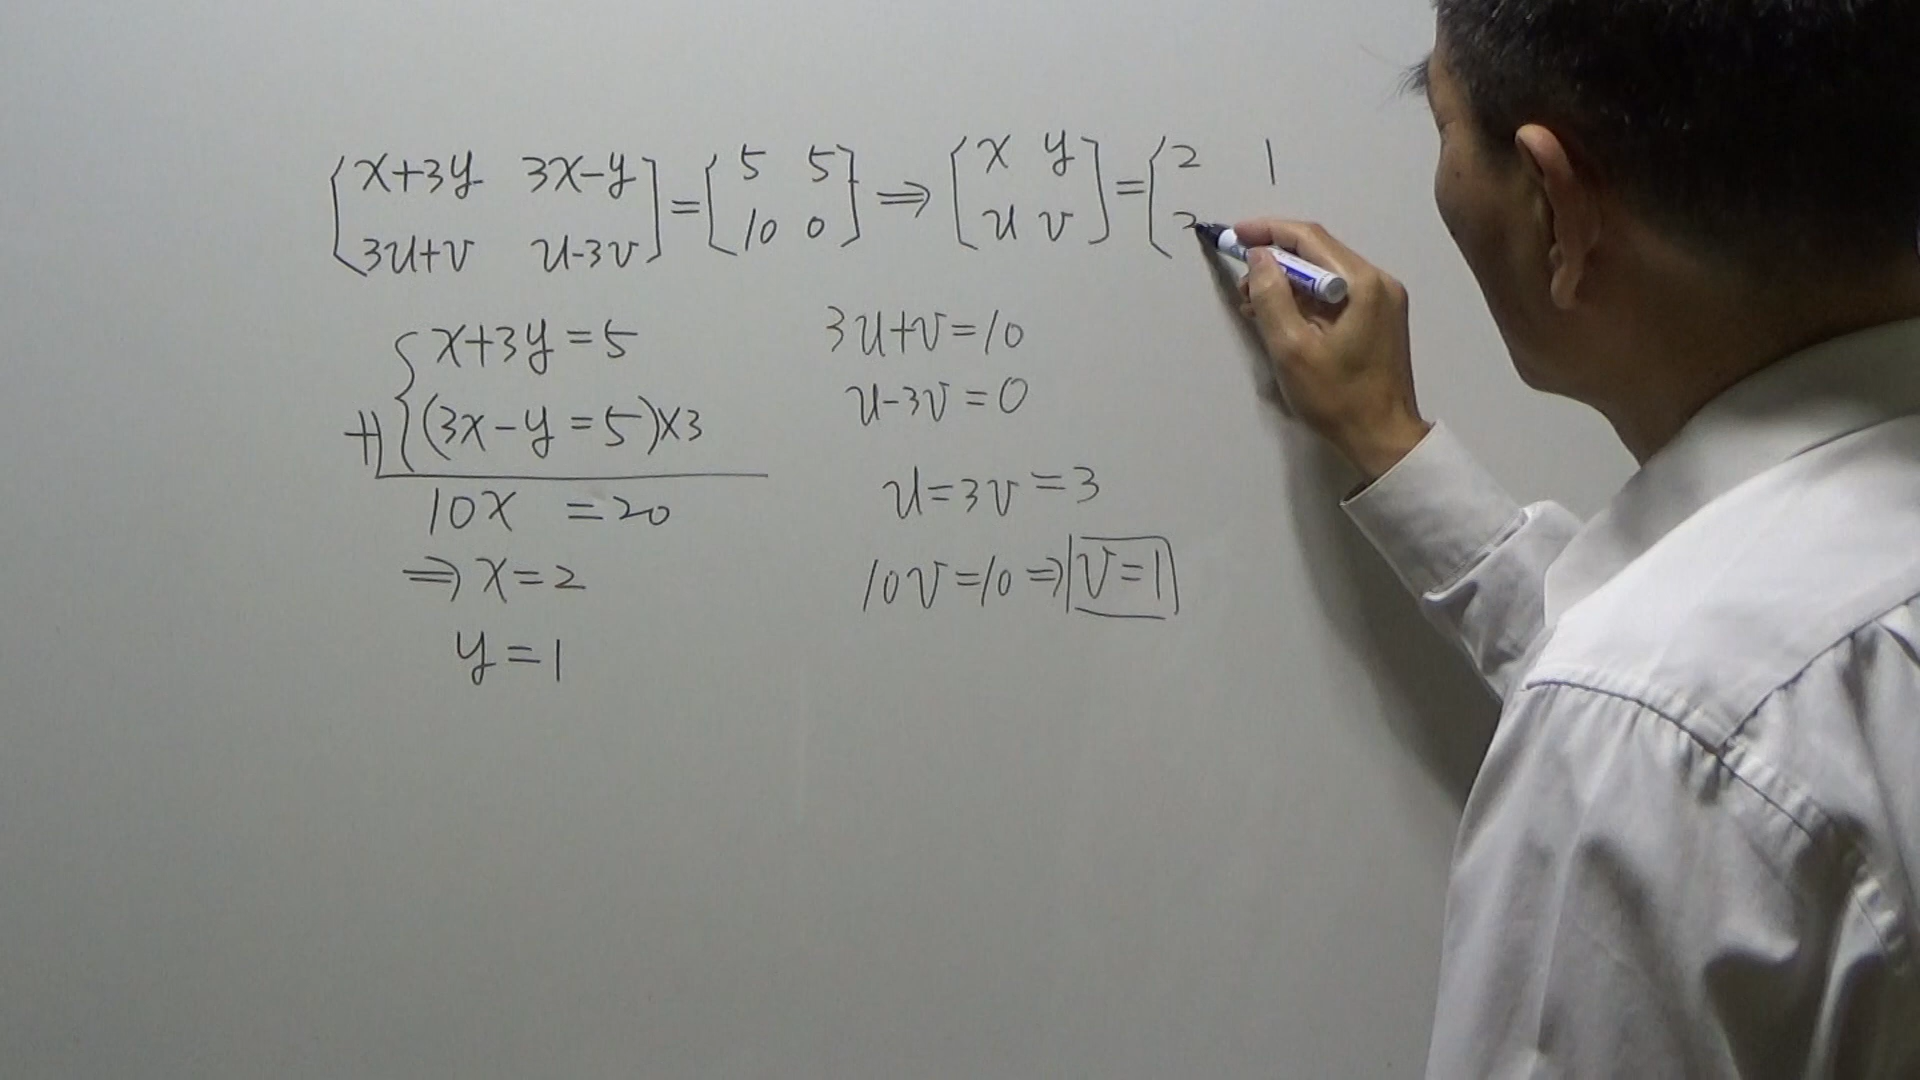 [x+3y 3x-y] = [5 5] ⇒ [x y] = [2 1
[3u+v u-3v] [10 0] [u v]
{x+3y=5
+) {(3x-y=5)×3
10x =20
⇒ x=2
y=1
3u+v=10
u-3v=0
u=3v=3
10v=10⇒ v=1